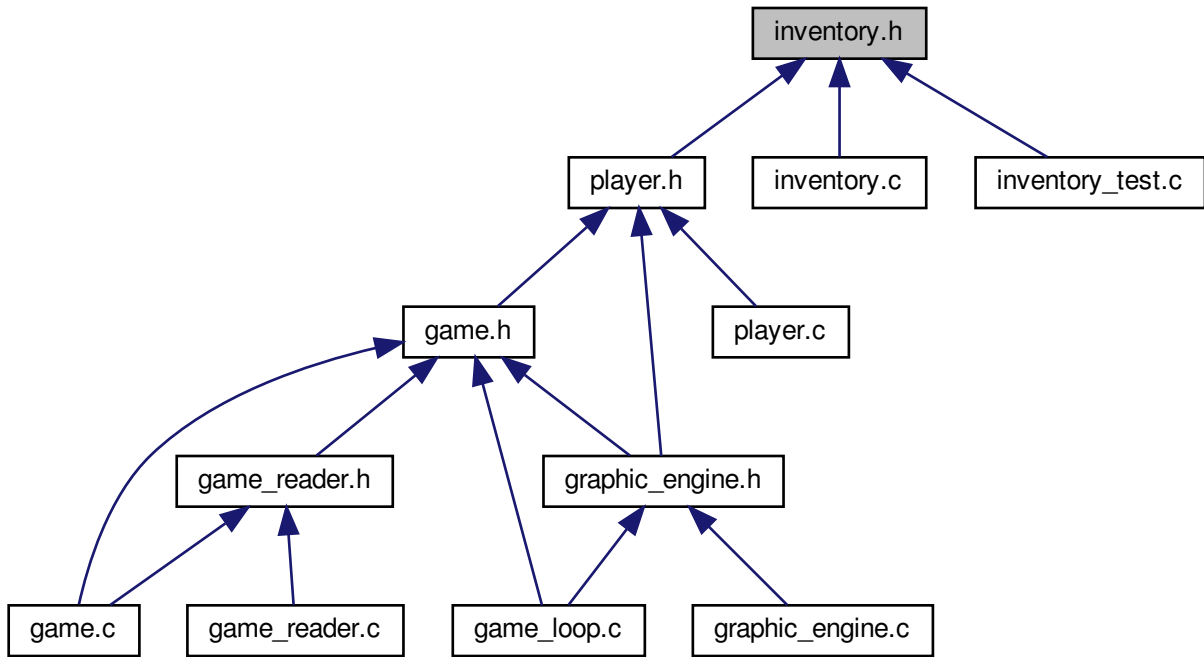 inventory.h
player.h
inventory.c
inventory_test.c
game.h
player.c
game_reader.h
graphic_engine.h
game.c
game_reader.c
game_loop.c
graphic_engine.c